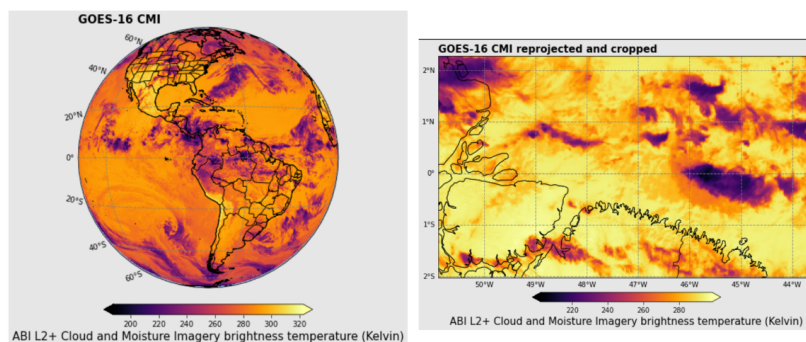 GOES-16 CMI
60°N
40°N
20°N
0°
20°S
40°S
60°S
200 220 240 260 280 300 320
ABI L2+ Cloud and Moisture Imagery brightness temperature (Kelvin)
GOES-16 CMI reprojected and cropped
2°N
1°N
0°
1°S
2°S
50°W 49°W 48°W 47°W 46°W 45°W 44°W
220 240 260 280
ABI L2+ Cloud and Moisture Imagery brightness temperature (Kelvin)